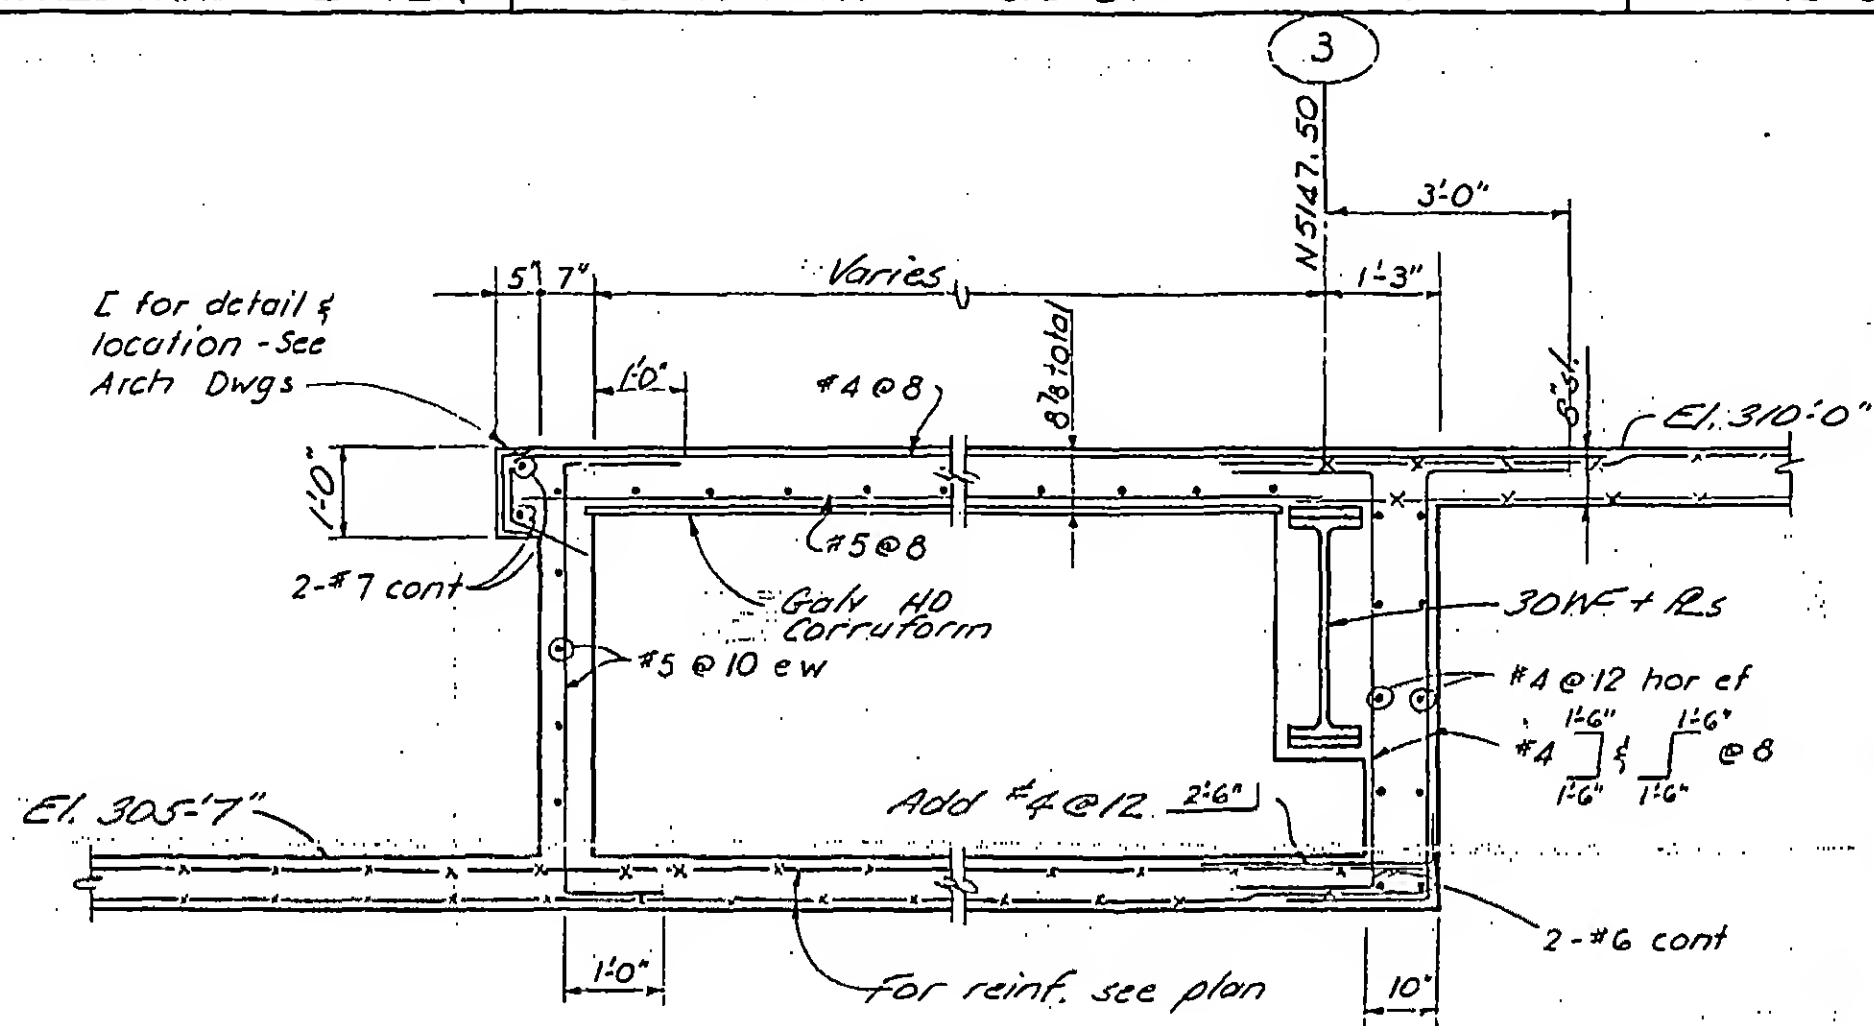 3
N5147.50
3'-0"
5"
7"
Varies
1'-3"
[ for detail &
location - See
Arch Dwgs
1'-0"
#4 @ 8
8 7/8 total
El. 310'-0"
1'-0"
#5 @ 8
2-#7 cont
Galv HD
Corruform
30WF + PLs
#5 @ 10 ew
#4 @ 12 hor ef
1'-6" 1'-6"
#4 & @ 8
1'-6" 1'-6"
El. 305'-7"
Add #4 @ 12 2'-6"
2-#6 cont
1'-0"
For reinf. see plan
10"